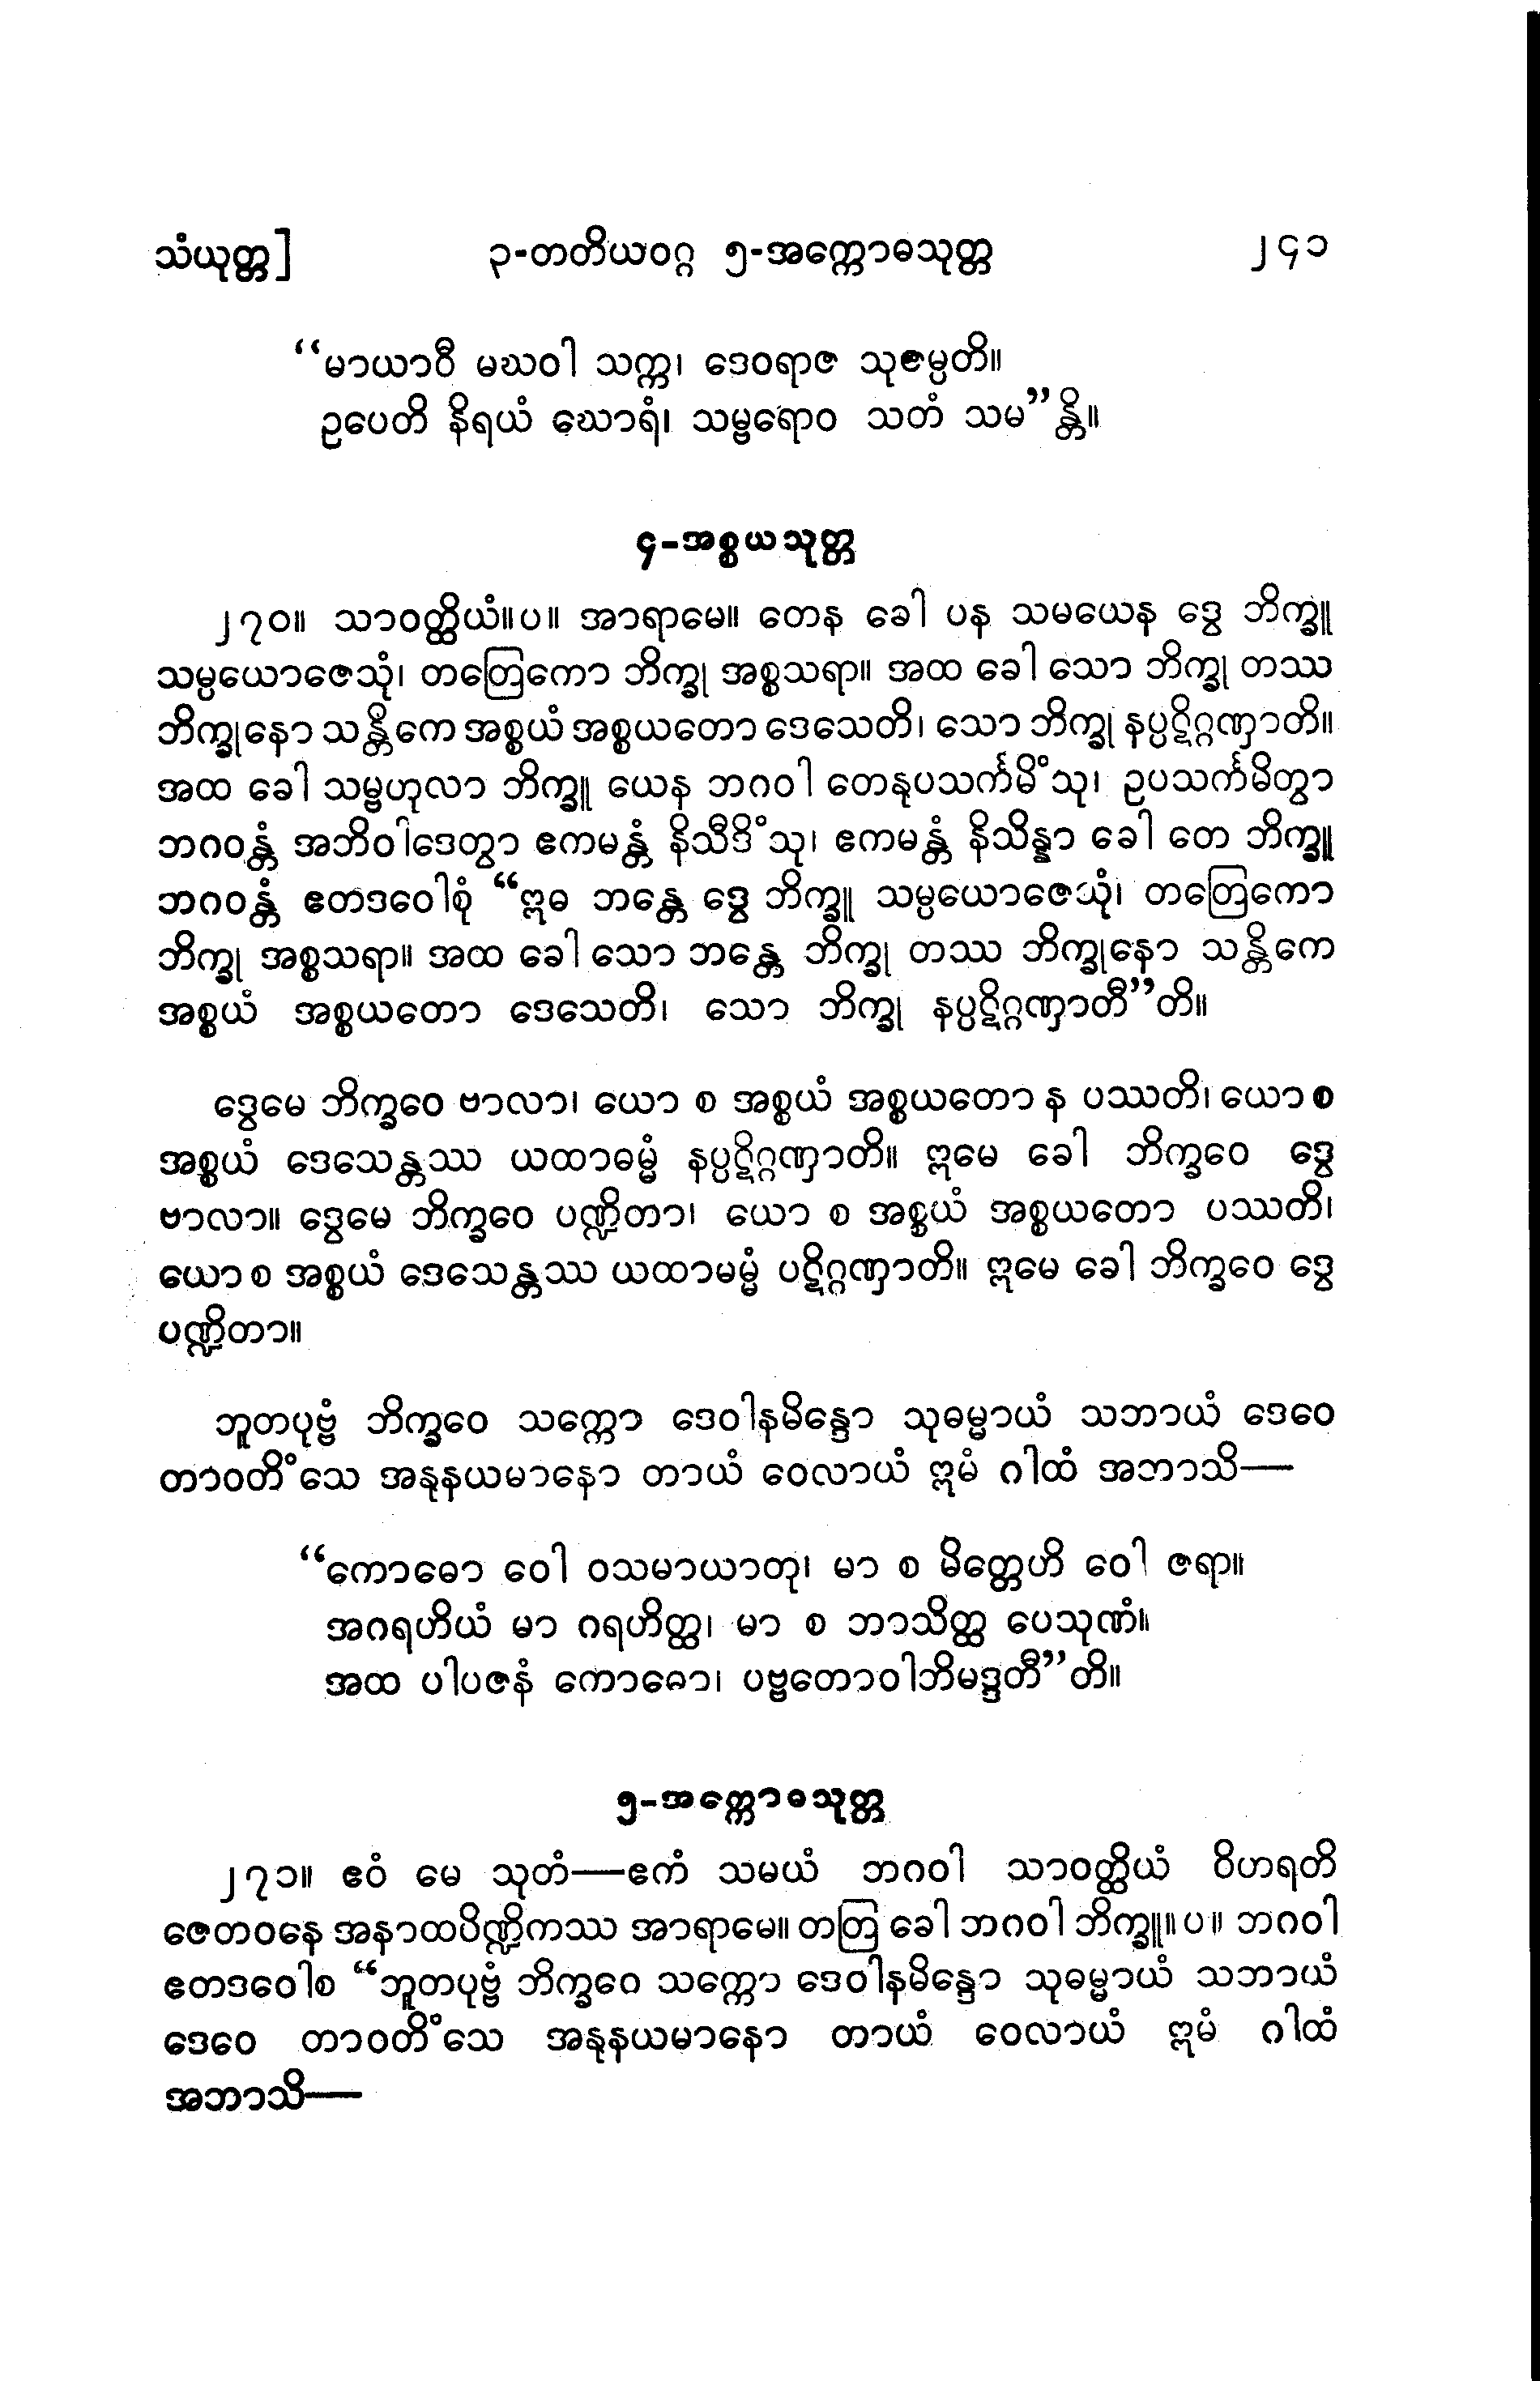 သံယုတ္တ]	၃-တတိယဝဂ္ဂ ၅-အက္ကောဓသုတ္တ	၂၄၁
“မာယာဝီ မဃဝါ သက္က၊ ဒေဝရာဇ သုဇမ္ပတိ။
ဥပေတိ နိရယံ ဃောရံ၊ သမ္ဗရောဝ သတံ သမ”န္တိ။
၄-အစ္စယသုတ္တ
၂၇၀။ သာဝတ္ထိယံ။ပ။ အာရာမေ။ တေန ခေါ ပန သမယေန ဒွေ ဘိက္ခူ
သမ္ပယောဇေသုံ၊ တတြေကော ဘိက္ခု အစ္စသရာ။ အထ ခေါ သော ဘိက္ခု တဿ
ဘိက္ခုနော သန္တိကေ အစ္စယံ အစ္စယတော ဒေသေတိ၊ သော ဘိက္ခု နပ္ပဋိဂ္ဂဏှာတိ။
အထ ခေါ သမ္ဗဟုလာ ဘိက္ခူ ယေန ဘဂဝါ တေနုပသင်္ကမိံသု၊ ဥပသင်္ကမိတွာ
ဘဂဝန္တံ အဘိဝါဒေတွာ ဧကမန္တံ နိသီဒိံသု၊ ဧကမန္တံ နိသိန္နာ ခေါ တေ ဘိက္ခူ
ဘဂဝန္တံ ဧတဒဝေါစုံ “ဣဓ ဘန္တေ ဒွေ ဘိက္ခူ သမ္ပယောဇေသုံ၊ တတြေကော
ဘိက္ခု အစ္စသရာ။ အထ ခေါ သော ဘန္တေ ဘိက္ခု တဿ ဘိက္ခုနော သန္တိကေ
အစ္စယံ အစ္စယတော ဒေသေတိ၊ သော ဘိက္ခု နပ္ပဋိဂ္ဂဏှာတီ”တိ။
ဒွေမေ ဘိက္ခဝေ ဗာလာ၊ ယော စ အစ္စယံ အစ္စယတော န ပဿတိ၊ ယော စ
အစ္စယံ ဒေသေန္တဿ ယထာဓမ္မံ နပ္ပဋိဂ္ဂဏှာတိ။ ဣမေ ခေါ ဘိက္ခဝေ ဒွေ
ဗာလာ။ ဒွေမေ ဘိက္ခဝေ ပဏ္ဍိတာ၊ ယော စ အစ္စယံ အစ္စယတော ပဿတိ၊
ယော စ အစ္စယံ ဒေသေန္တဿ ယထာမမ္မံ ပဋိဂ္ဂဏှာတိ။ ဣမေ ခေါ ဘိက္ခဝေ ဒွေ
ပဏ္ဍိတာ။
ဘူတပုဗ္ဗံ ဘိက္ခဝေ သက္ကော ဒေဝါနမိန္ဒော သုဓမ္မာယံ သဘာယံ ဒေဝေ
တာဝတိံသေ အနုနယမာနော တာယံ ဝေလာယံ ဣမံ ဂါထံ အဘာသိ—
“ကောဓော ဝေါ ဝသမာယာတု၊ မာ စ မိတ္တေဟိ ဝေါ ဇရာ။
အဂရဟိယံ မာ ဂရဟိတ္ထ၊ မာ စ ဘာသိတ္ထ ပေသုဏံ။
အထ ပါပဇနံ ကောဓော၊ ပဗ္ဗတောဝါဘိမဒ္ဒတီ”တိ။
၅-အက္ကောဓသုတ္တ
၂၇၁။ ဧဝံ မေ သုတံ—ဧကံ သမယံ ဘဂဝါ သာဝတ္ထိယံ ဝိဟရတိ
ဇေတဝနေ အနာထပိဏ္ဍိကဿ အာရာမေ။ တတြ ခေါ ဘဂဝါ ဘိက္ခူ။ပ။ ဘဂဝါ
ဧတဒဝေါစ “ဘူတပုဗ္ဗံ ဘိက္ခဝေ သက္ကော ဒေဝါနမိန္ဒော သုဓမ္မာယံ သဘာယံ
ဒေဝေ တာဝတိံသေ အနုနယမာနော တာယံ ဝေလာယံ ဣမံ ဂါထံ
အဘာသိ—